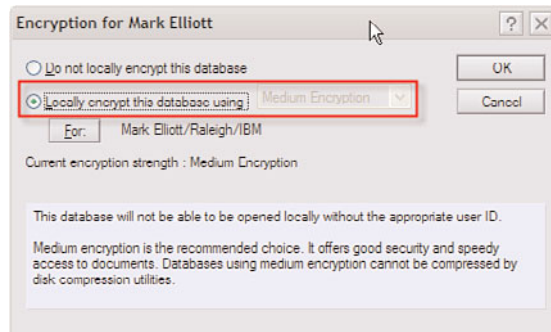 Encryption for Mark Elliott
Do not locally encrypt this database
OK
Locally encrypt this database using Medium Encryption
Cancel
For: Mark Elliott/Raleigh/IBM
Current encryption strength : Medium Encryption
This database will not be able to be opened locally without the appropriate user ID.
Medium encryption is the recommended choice. It offers good security and speedy
access to documents. Databases using medium encryption cannot be compressed by
disk compression utilities.